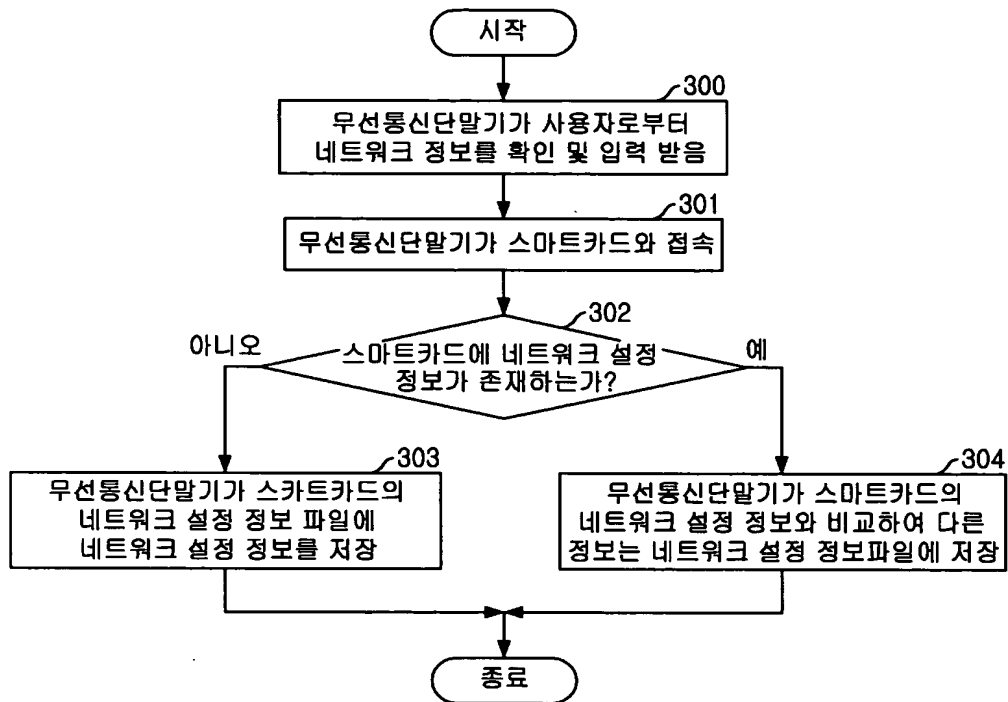 시작
300
무선통신단말기가 사용자로부터
네트워크 정보를 확인 및 입력 받음
301
무선통신단말기가 스마트카드와 접속
302
아니오
스마트카드에 네트워크 설정
정보가 존재하는가?
예
303
무선통신단말기가 스카트카드의
네트워크 설정 정보 파일에
네트워크 설정 정보를 저장
304
무선통신단말기가 스마트카드의
네트워크 설정 정보와 비교하여 다른
정보는 네트워크 설정 정보파일에 저장
종료